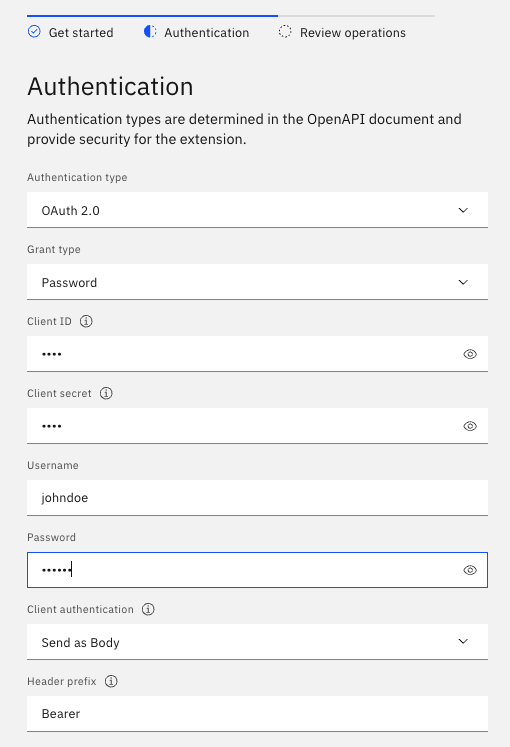 Get started
Authentication
Review operations
Authentication
Authentication types are determined in the OpenAPI document and
provide security for the extension.
Authentication type
OAuth 2.0
Grant type
Password
Client ID
••••
Client secret
••••
Username
johndoe
Password
••••••
Client authentication
Send as Body
Header prefix
Bearer